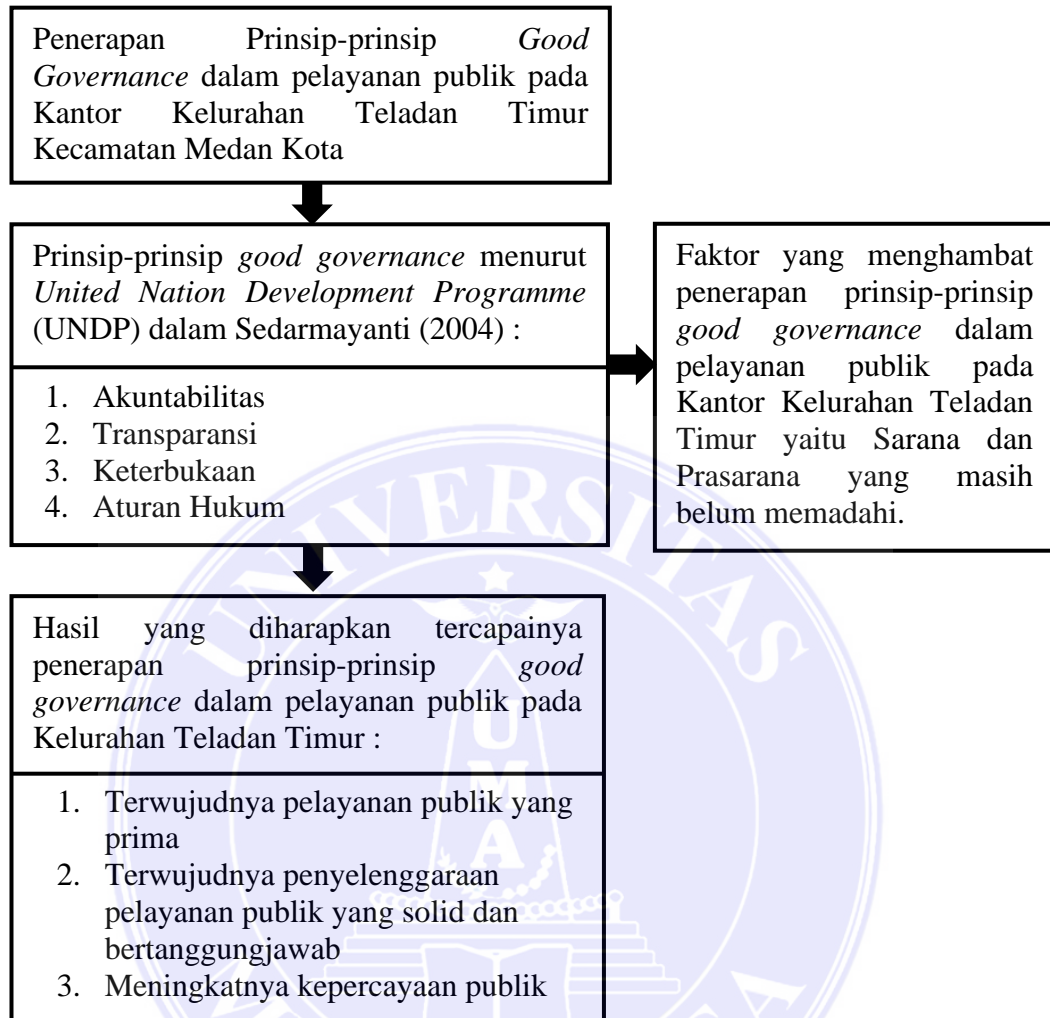 Penerapan Prinsip-prinsip Good
Governance dalam pelayanan publik pada
Kantor Kelurahan Teladan Timur
Kecamatan Medan Kota
Prinsip-prinsip good governance menurut
United Nation Development Programme
(UNDP) dalam Sedarmayanti (2004) :
1. Akuntabilitas
2. Transparansi
3. Keterbukaan
4. Aturan Hukum
Faktor yang menghambat
penerapan prinsip-prinsip
good governance dalam
pelayanan publik pada
Kantor Kelurahan Teladan
Timur yaitu Sarana dan
Prasarana yang masih
belum memadahi.
Hasil yang diharapkan tercapainya
penerapan prinsip-prinsip good
governance dalam pelayanan publik pada
Kelurahan Teladan Timur :
1. Terwujudnya pelayanan publik yang
prima
2. Terwujudnya penyelenggaraan
pelayanan publik yang solid dan
bertanggungjawab
3. Meningkatnya kepercayaan publik
UNIVERSITAS
UMA